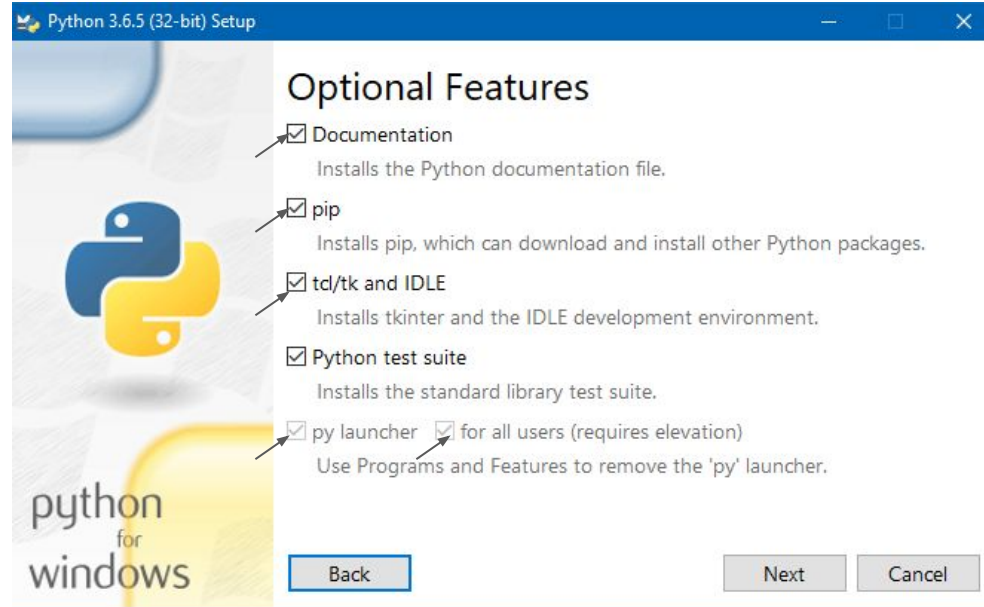 Python 3.6.5 (32-bit) Setup
Optional Features
Documentation
Installs the Python documentation file.
pip
Installs pip, which can download and install other Python packages.
tcl/tk and IDLE
Installs tkinter and the IDLE development environment.
Python test suite
Installs the standard library test suite.
py launcher for all users (requires elevation)
Use Programs and Features to remove the 'py' launcher.
python
for
windows
Back Next Cancel